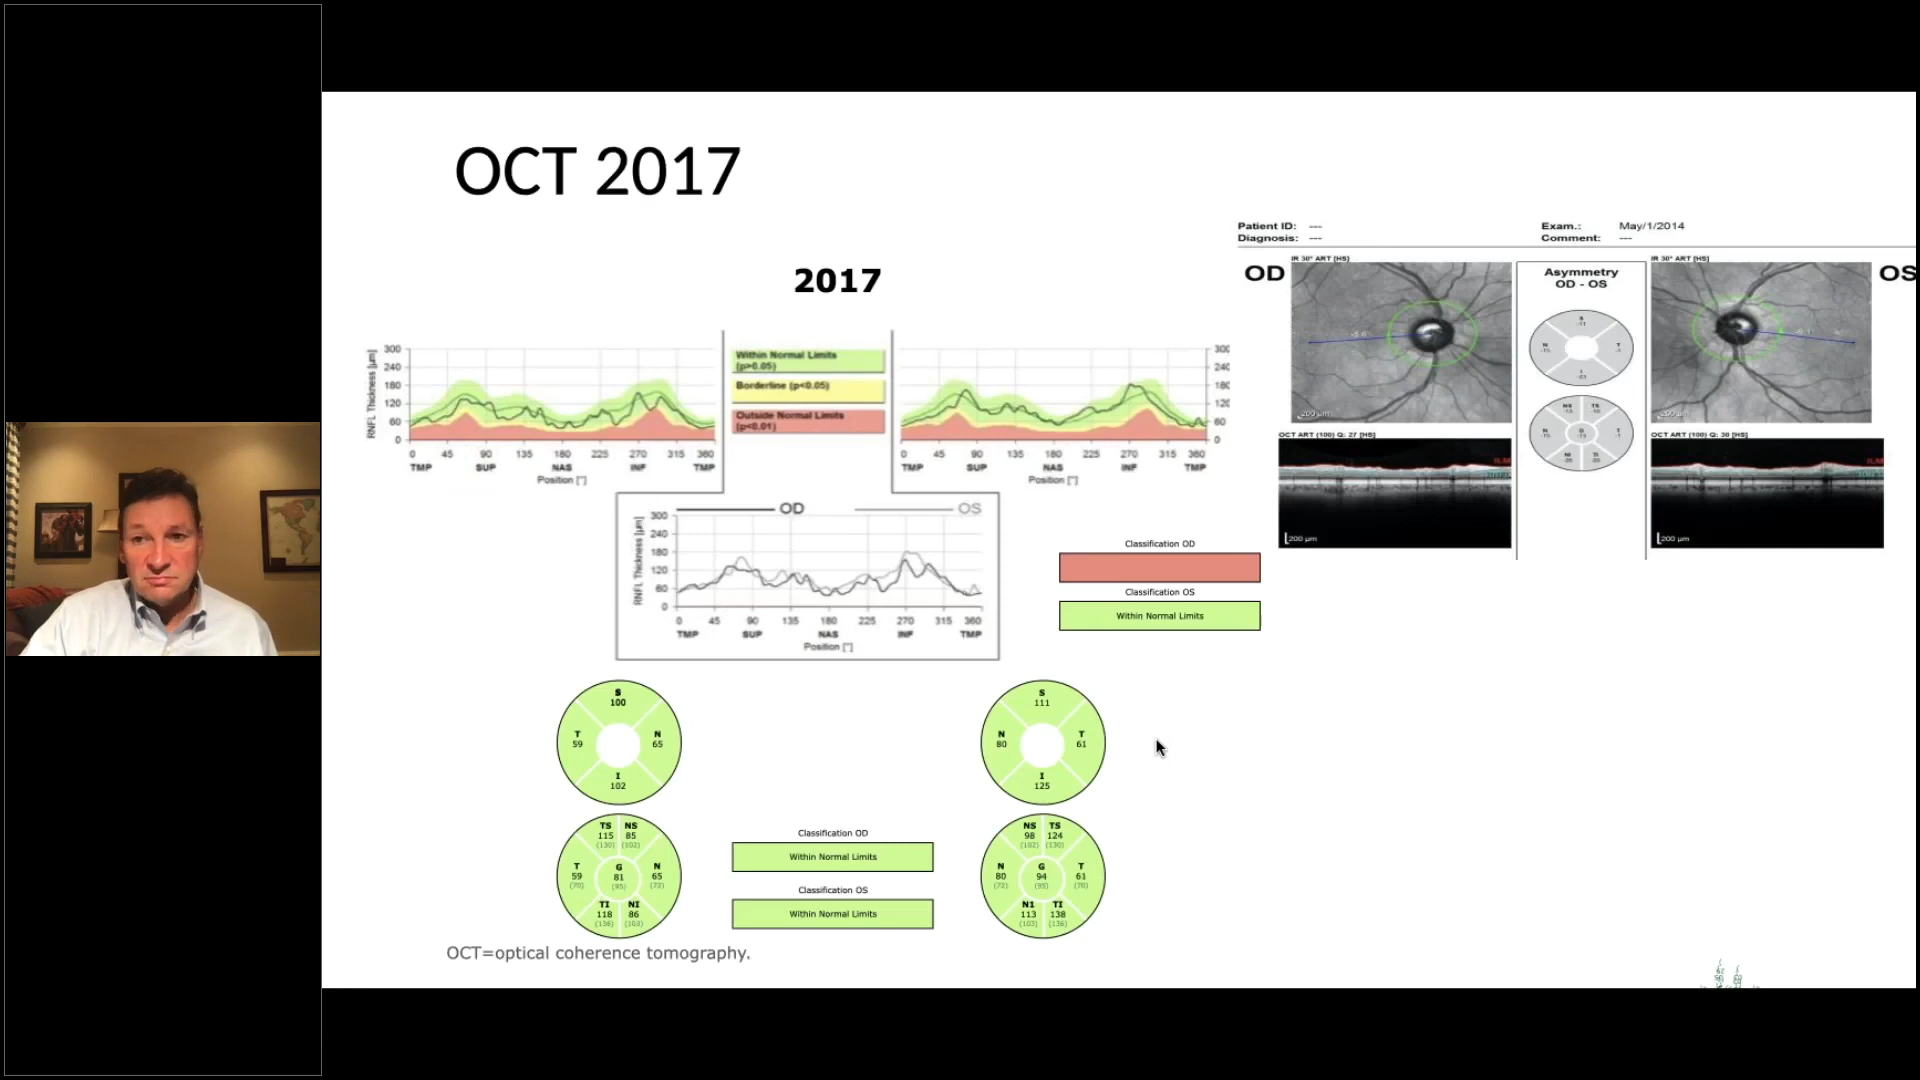 OCT 2017
2017
300
240
180
120
60
0
RNFL Thickness [µm]
0 45 90 135 180 225 270 315 360
TMP SUP NAS INF TMP
Position [°]
Within Normal Limits
(p>0.05)
Borderline (p<0.05)
Outside Normal Limits
(p<0.01)
240
180
120
60
0
0 45 90 135 180 225 270 315 360
TMP SUP NAS INF TMP
Position [°]
OD OS
300
240
180
120
60
0
RNFL Thickness [µm]
0 45 90 135 180 225 270 315 360
TMP SUP NAS INF TMP
Position [°]
Classification OD
Classification OS
Within Normal Limits
Patient ID: ---
Diagnosis: ---
Exam.: May/1/2014
Comment: ---
IR 30° ART [HS]
OD
200 µm
OCT ART (100) Q: 27 [HS]
200 µm
Asymmetry
OD - OS
IR 30° ART [HS]
OS
200 µm
OCT ART (100) Q: 30 [HS]
200 µm
S
100
T
59
N
65
I
102
S
111
N
80
T
61
I
125
TS NS
115 85
(130) (102)
T
59
(70)
G
81
(95)
N
65
(72)
TI NI
118 86
(136) (103)
Classification OD
Within Normal Limits
Classification OS
Within Normal Limits
NS TS
98 124
(102) (130)
N
80
(72)
G
94
(95)
T
61
(70)
N1 TI
113 138
(103) (136)
OCT=optical coherence tomography.